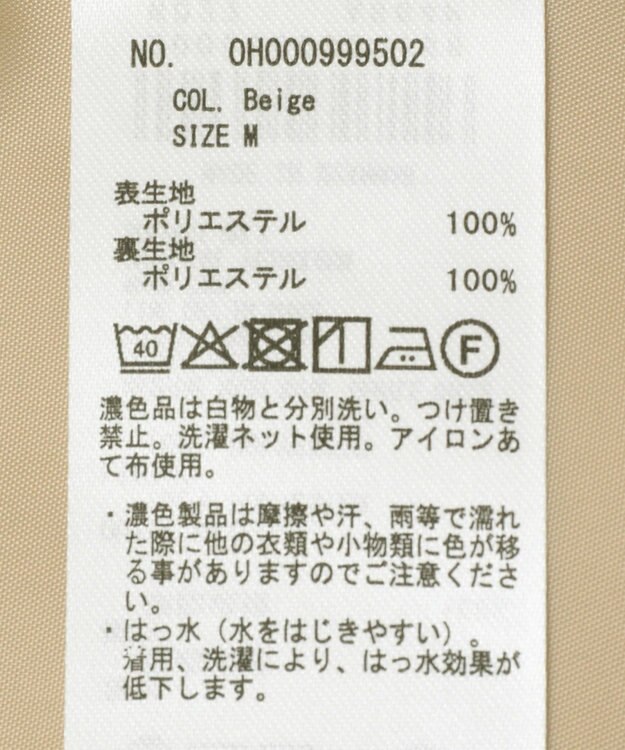 NO. OH000999502
COL. Beige
SIZE M
表生地
ポリエステル 100%
裏生地
ポリエステル 100%
40 F
濃色品は白物と分別洗い。つけ置き
禁止。洗濯ネット使用。アイロンあ
て布使用。
・濃色製品は摩擦や汗、雨等で濡れ
た際に他の衣類や小物類に色が移
る事がありますのでご注意くださ
い。
・はっ水（水をはじきやすい）。
着用、洗濯により、はっ水効果が
低下します。